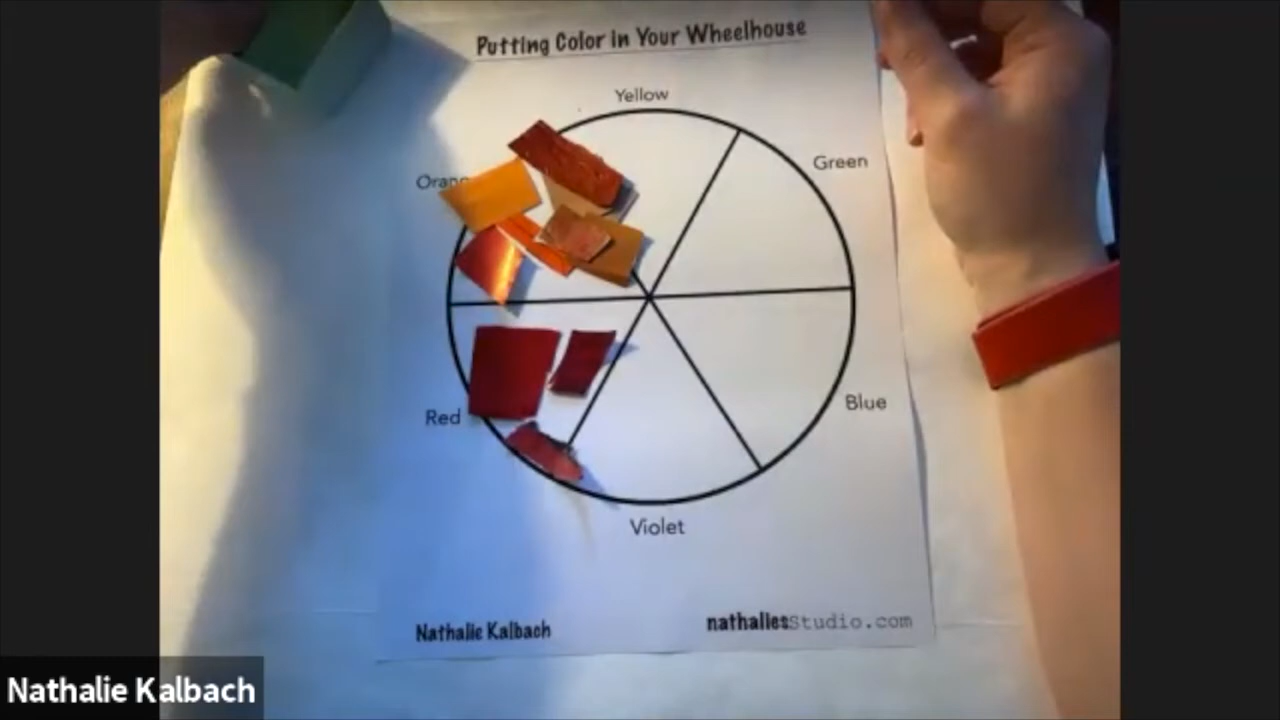 Putting Color in Your Wheelhouse
Yellow
Green
Orang
Red
Blue
Violet
Nathalie Kalbach
nathaliesStudio.com
Nathalie Kalbach